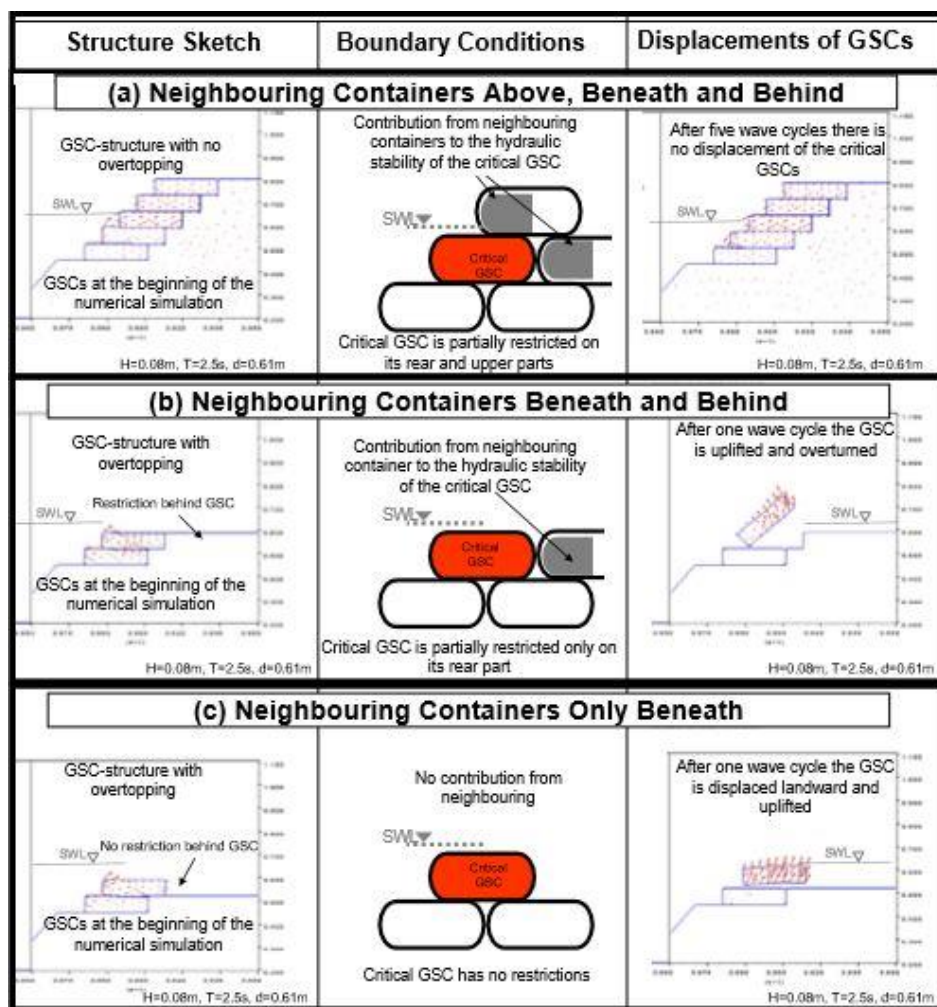 Structure Sketch
Boundary Conditions
Displacements of GSCs
(a) Neighbouring Containers Above, Beneath and Behind
GSC-structure with no
overtopping
SWL
GSCs at the beginning of the
numerical simulation
H=0.08m, T=2.5s, d=0.61m
Contribution from neighbouring
containers to the hydraulic
stability of the critical GSC
SWL
Critical
GSC
Critical GSC is partially restricted on
its rear and upper parts
After five wave cycles there is
no displacement of the critical
GSCs
SWL
H=0.08m, T=2.5s, d=0.61m
(b) Neighbouring Containers Beneath and Behind
GSC-structure with
overtopping
Restriction behind GSC
SWL
GSCs at the beginning of the
numerical simulation
H=0.08m, T=2.5s, d=0.61m
Contribution from neighbouring
container to the hydraulic stability
of the critical GSC
SWL
Critical
GSC
Critical GSC is partially restricted only on
its rear part
After one wave cycle the GSC
is uplifted and overturned
SWL
H=0.08m, T=2.5s, d=0.61m
(c) Neighbouring Containers Only Beneath
GSC-structure with
overtopping
No restriction behind GSC
SWL
GSCs at the beginning of the
numerical simulation
H=0.08m, T=2.5s, d=0.61m
No contribution from
neighbouring
SWL
Critical
GSC
Critical GSC has no restrictions
After one wave cycle the GSC
is displaced landward and
uplifted
SWL
H=0.08m, T=2.5s, d=0.61m